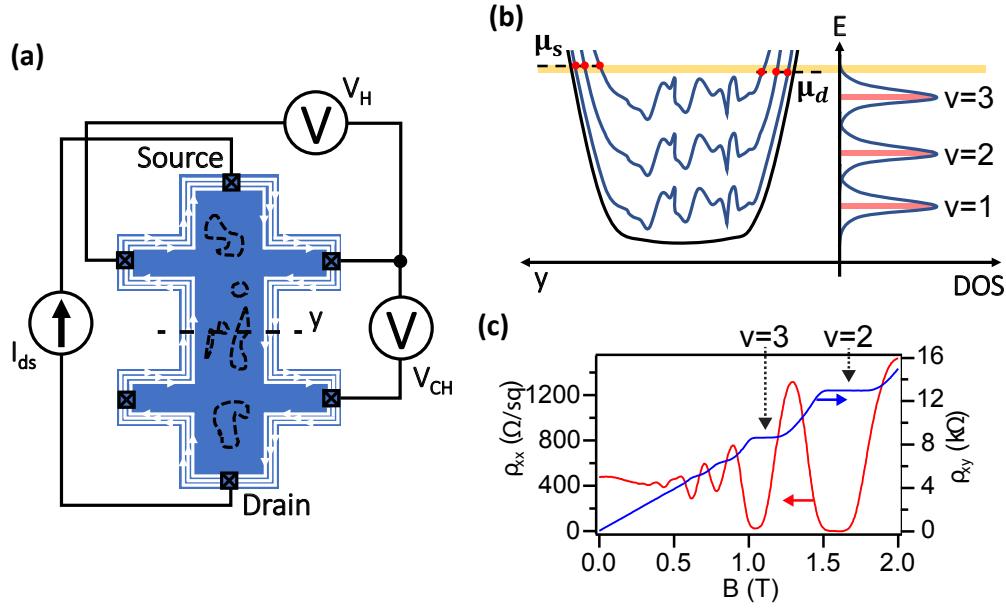 (a)
V_H
V
Source
I_ds
y
V
V_CH
Drain
(b)
E
μ_s
μ_d
v=3
v=2
v=1
y
DOS
(c)
v=3
v=2
1200
800
400
0
ρ_xx (Ω/sq)
16
12
8
4
0
ρ_xy (kΩ)
0.0 0.5 1.0 1.5 2.0
B (T)